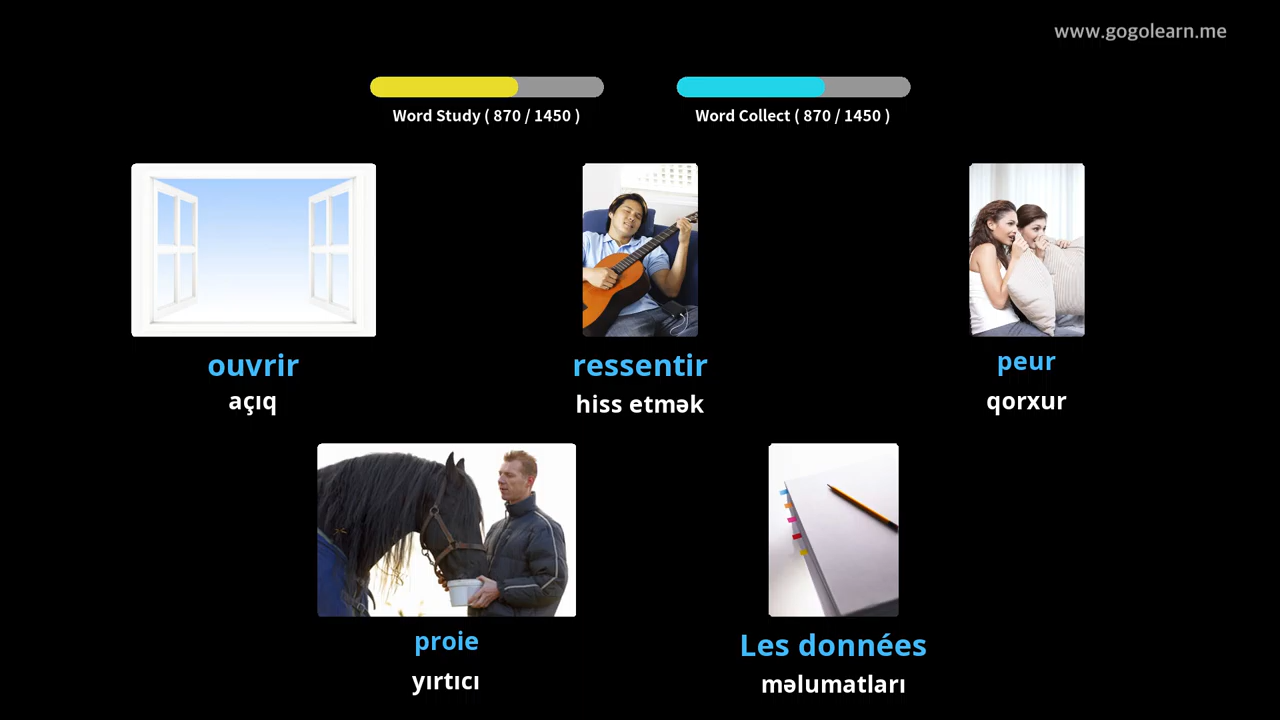 www.gogolearn.me
Word Study ( 870 / 1450 )
Word Collect ( 870 / 1450 )
ouvrir
açıq
ressentir
hiss etmək
peur
qorxur
proie
yırtıcı
Les données
məlumatları